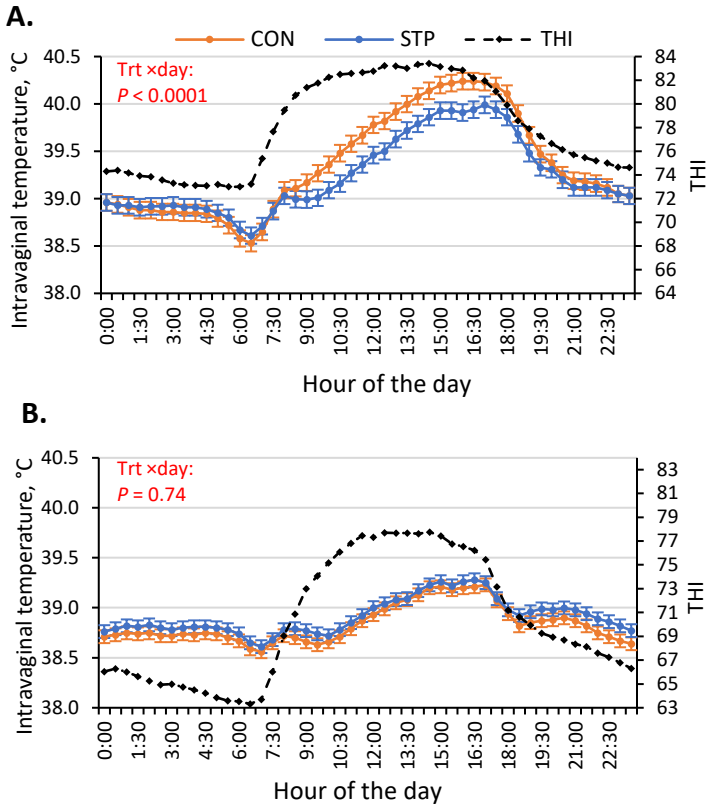 A.
CON STP THI
Trt ×day:
P < 0.0001
Intravaginal temperature, °C
40.5
40.0
39.5
39.0
38.5
38.0
84
82
80
78
76
74
72
70
68
66
64
THI
0:00 1:30 3:00 4:30 6:00 7:30 9:00 10:30 12:00 13:30 15:00 16:30 18:00 19:30 21:00 22:30
Hour of the day
B.
Trt ×day:
P = 0.74
Intravaginal temperature, °C
40.5
40.0
39.5
39.0
38.5
38.0
83
81
79
77
75
73
71
69
67
65
63
THI
0:00 1:30 3:00 4:30 6:00 7:30 9:00 10:30 12:00 13:30 15:00 16:30 18:00 19:30 21:00 22:30
Hour of the day